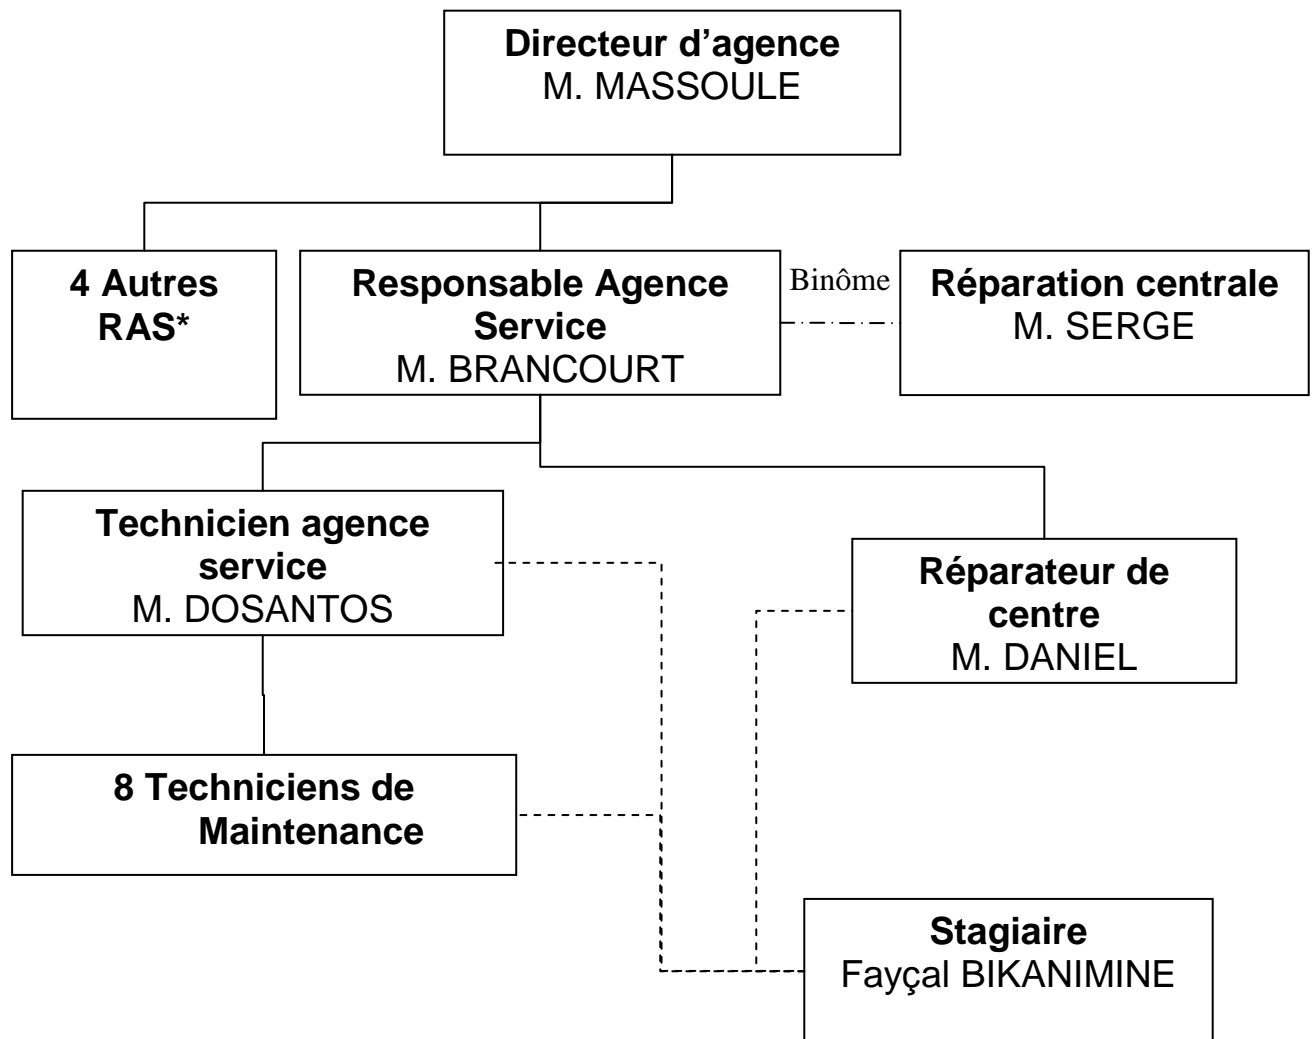 Directeur d’agence
M. MASSOULE
4 Autres
RAS*
Responsable Agence
Service
M. BRANCOURT
Binôme
Réparation centrale
M. SERGE
Technicien agence
service
M. DOSANTOS
Réparateur de
centre
M. DANIEL
8 Techniciens de
Maintenance
Stagiaire
Fayçal BIKANIMINE